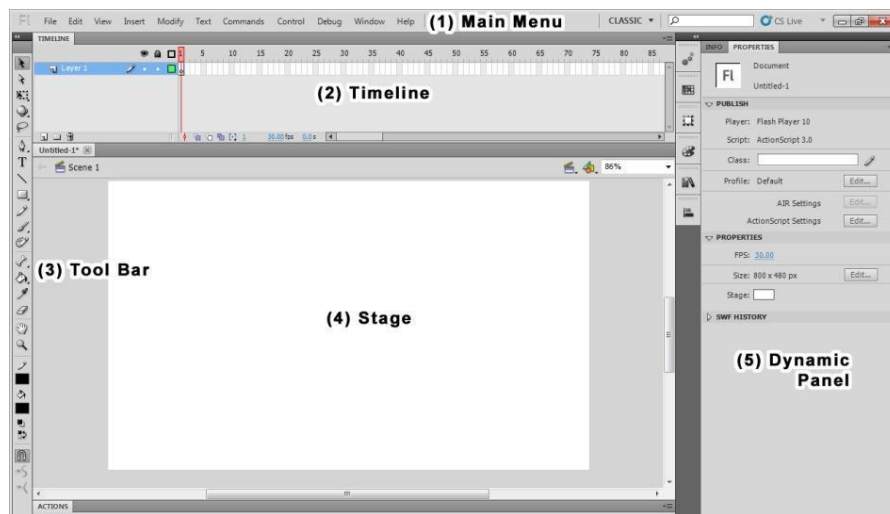 Fl File Edit View Insert Modify Text Commands Control Debug Window Help (1) Main Menu CLASSIC CS Live
TIMELINE
5 10 15 20 25 30 35 40 45 50 55 60 65 70 75 80 85
Layer 1
(2) Timeline
1 30.00 fps 0.0 s
Untitled-1*
Scene 1 86%
(3) Tool Bar
(4) Stage
ACTIONS
INFO PROPERTIES
Fl
Document
Untitled-1
PUBLISH
Player: Flash Player 10
Script: ActionScript 3.0
Class:
Profile: Default Edit...
AIR Settings Edit...
ActionScript Settings Edit...
PROPERTIES
FPS: 30.00
Size: 800 x 480 px Edit...
Stage:
SWF HISTORY
(5) Dynamic
Panel